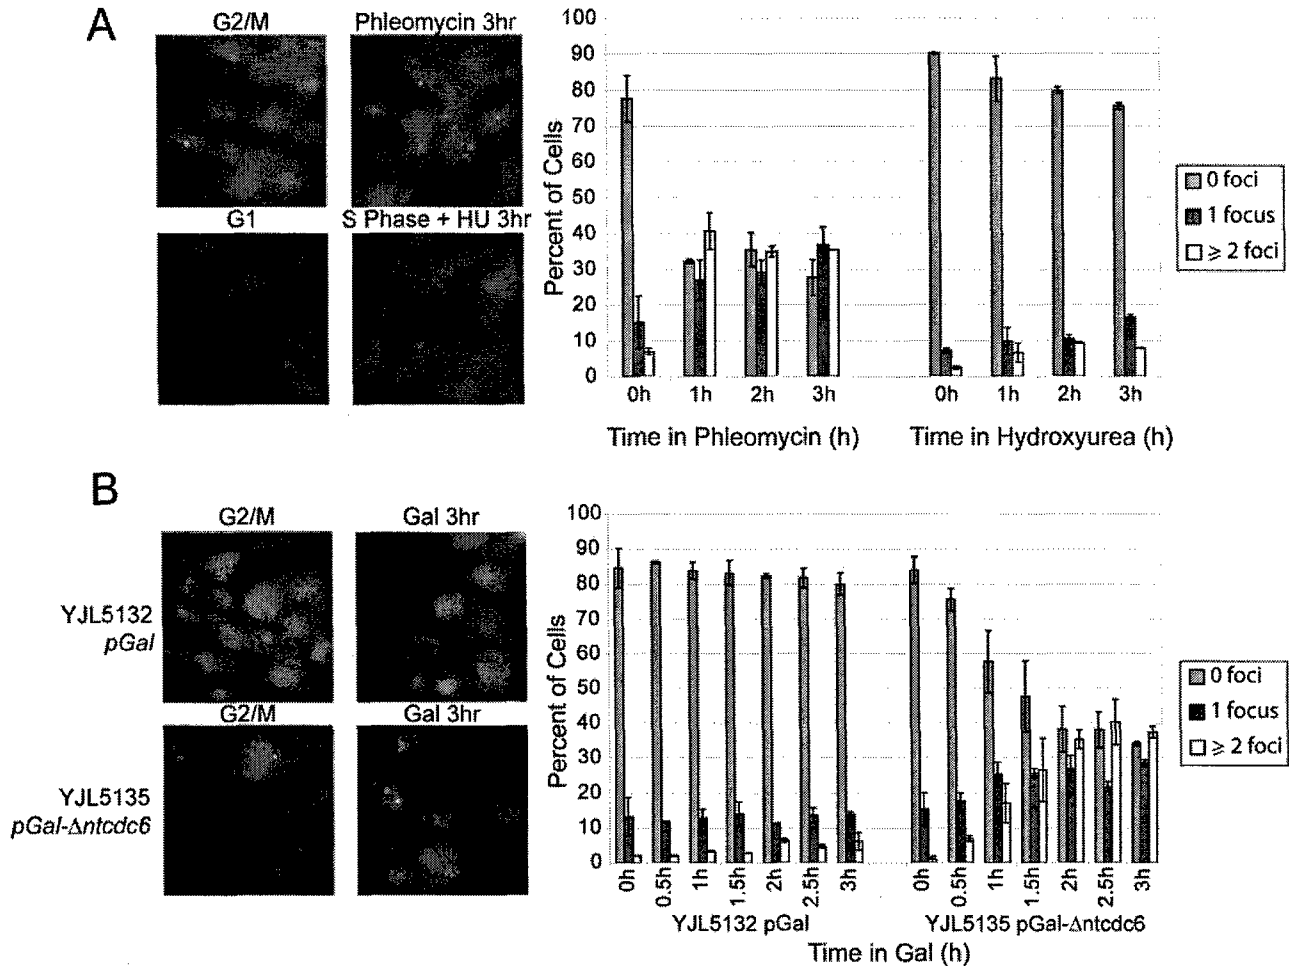 A
G2/M
Phleomycin 3hr
G1
S Phase + HU 3hr
Percent of Cells
100
90
80
70
60
50
40
30
20
10
0
0h 1h 2h 3h
0h 1h 2h 3h
Time in Phleomycin (h)
Time in Hydroxyurea (h)
0 foci
1 focus
⩾ 2 foci
B
G2/M
Gal 3hr
YJL5132
pGal
G2/M
Gal 3hr
YJL5135
pGal-Δntcdc6
Percent of Cells
100
90
80
70
60
50
40
30
20
10
0
0h 0.5h 1h 1.5h 2h 2.5h 3h
0h 0.5h 1h 1.5h 2h 2.5h 3h
YJL5132 pGal
YJL5135 pGal-Δntcdc6
Time in Gal (h)
0 foci
1 focus
⩾ 2 foci